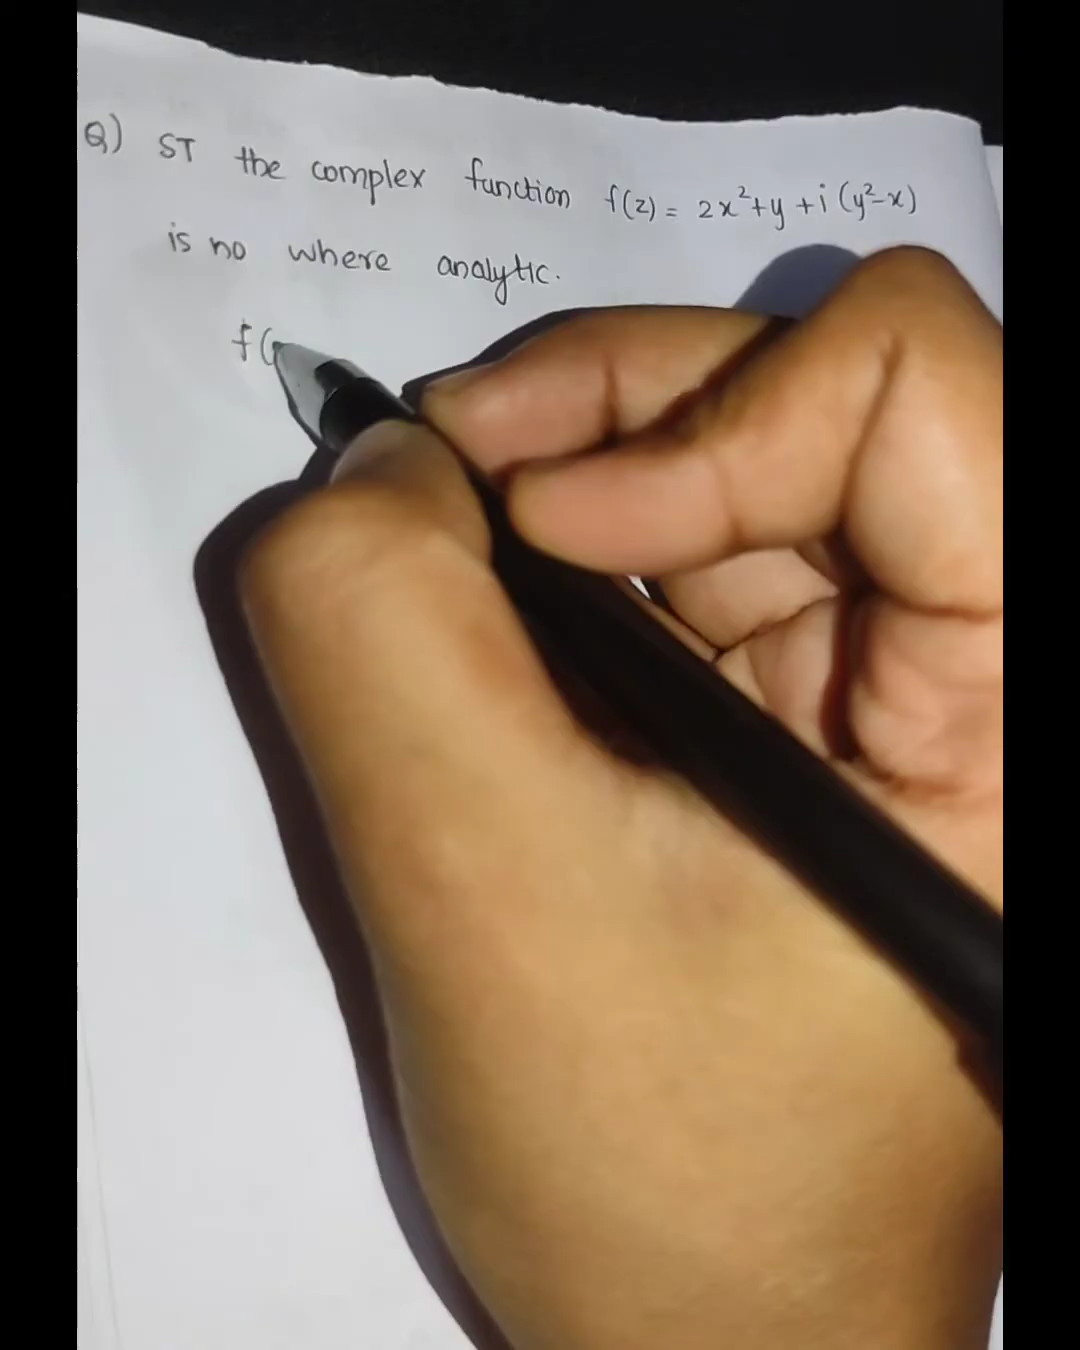 Q) ST the complex function f(z) = 2x²+y +i (y²-x)
is no where analytic.
f(